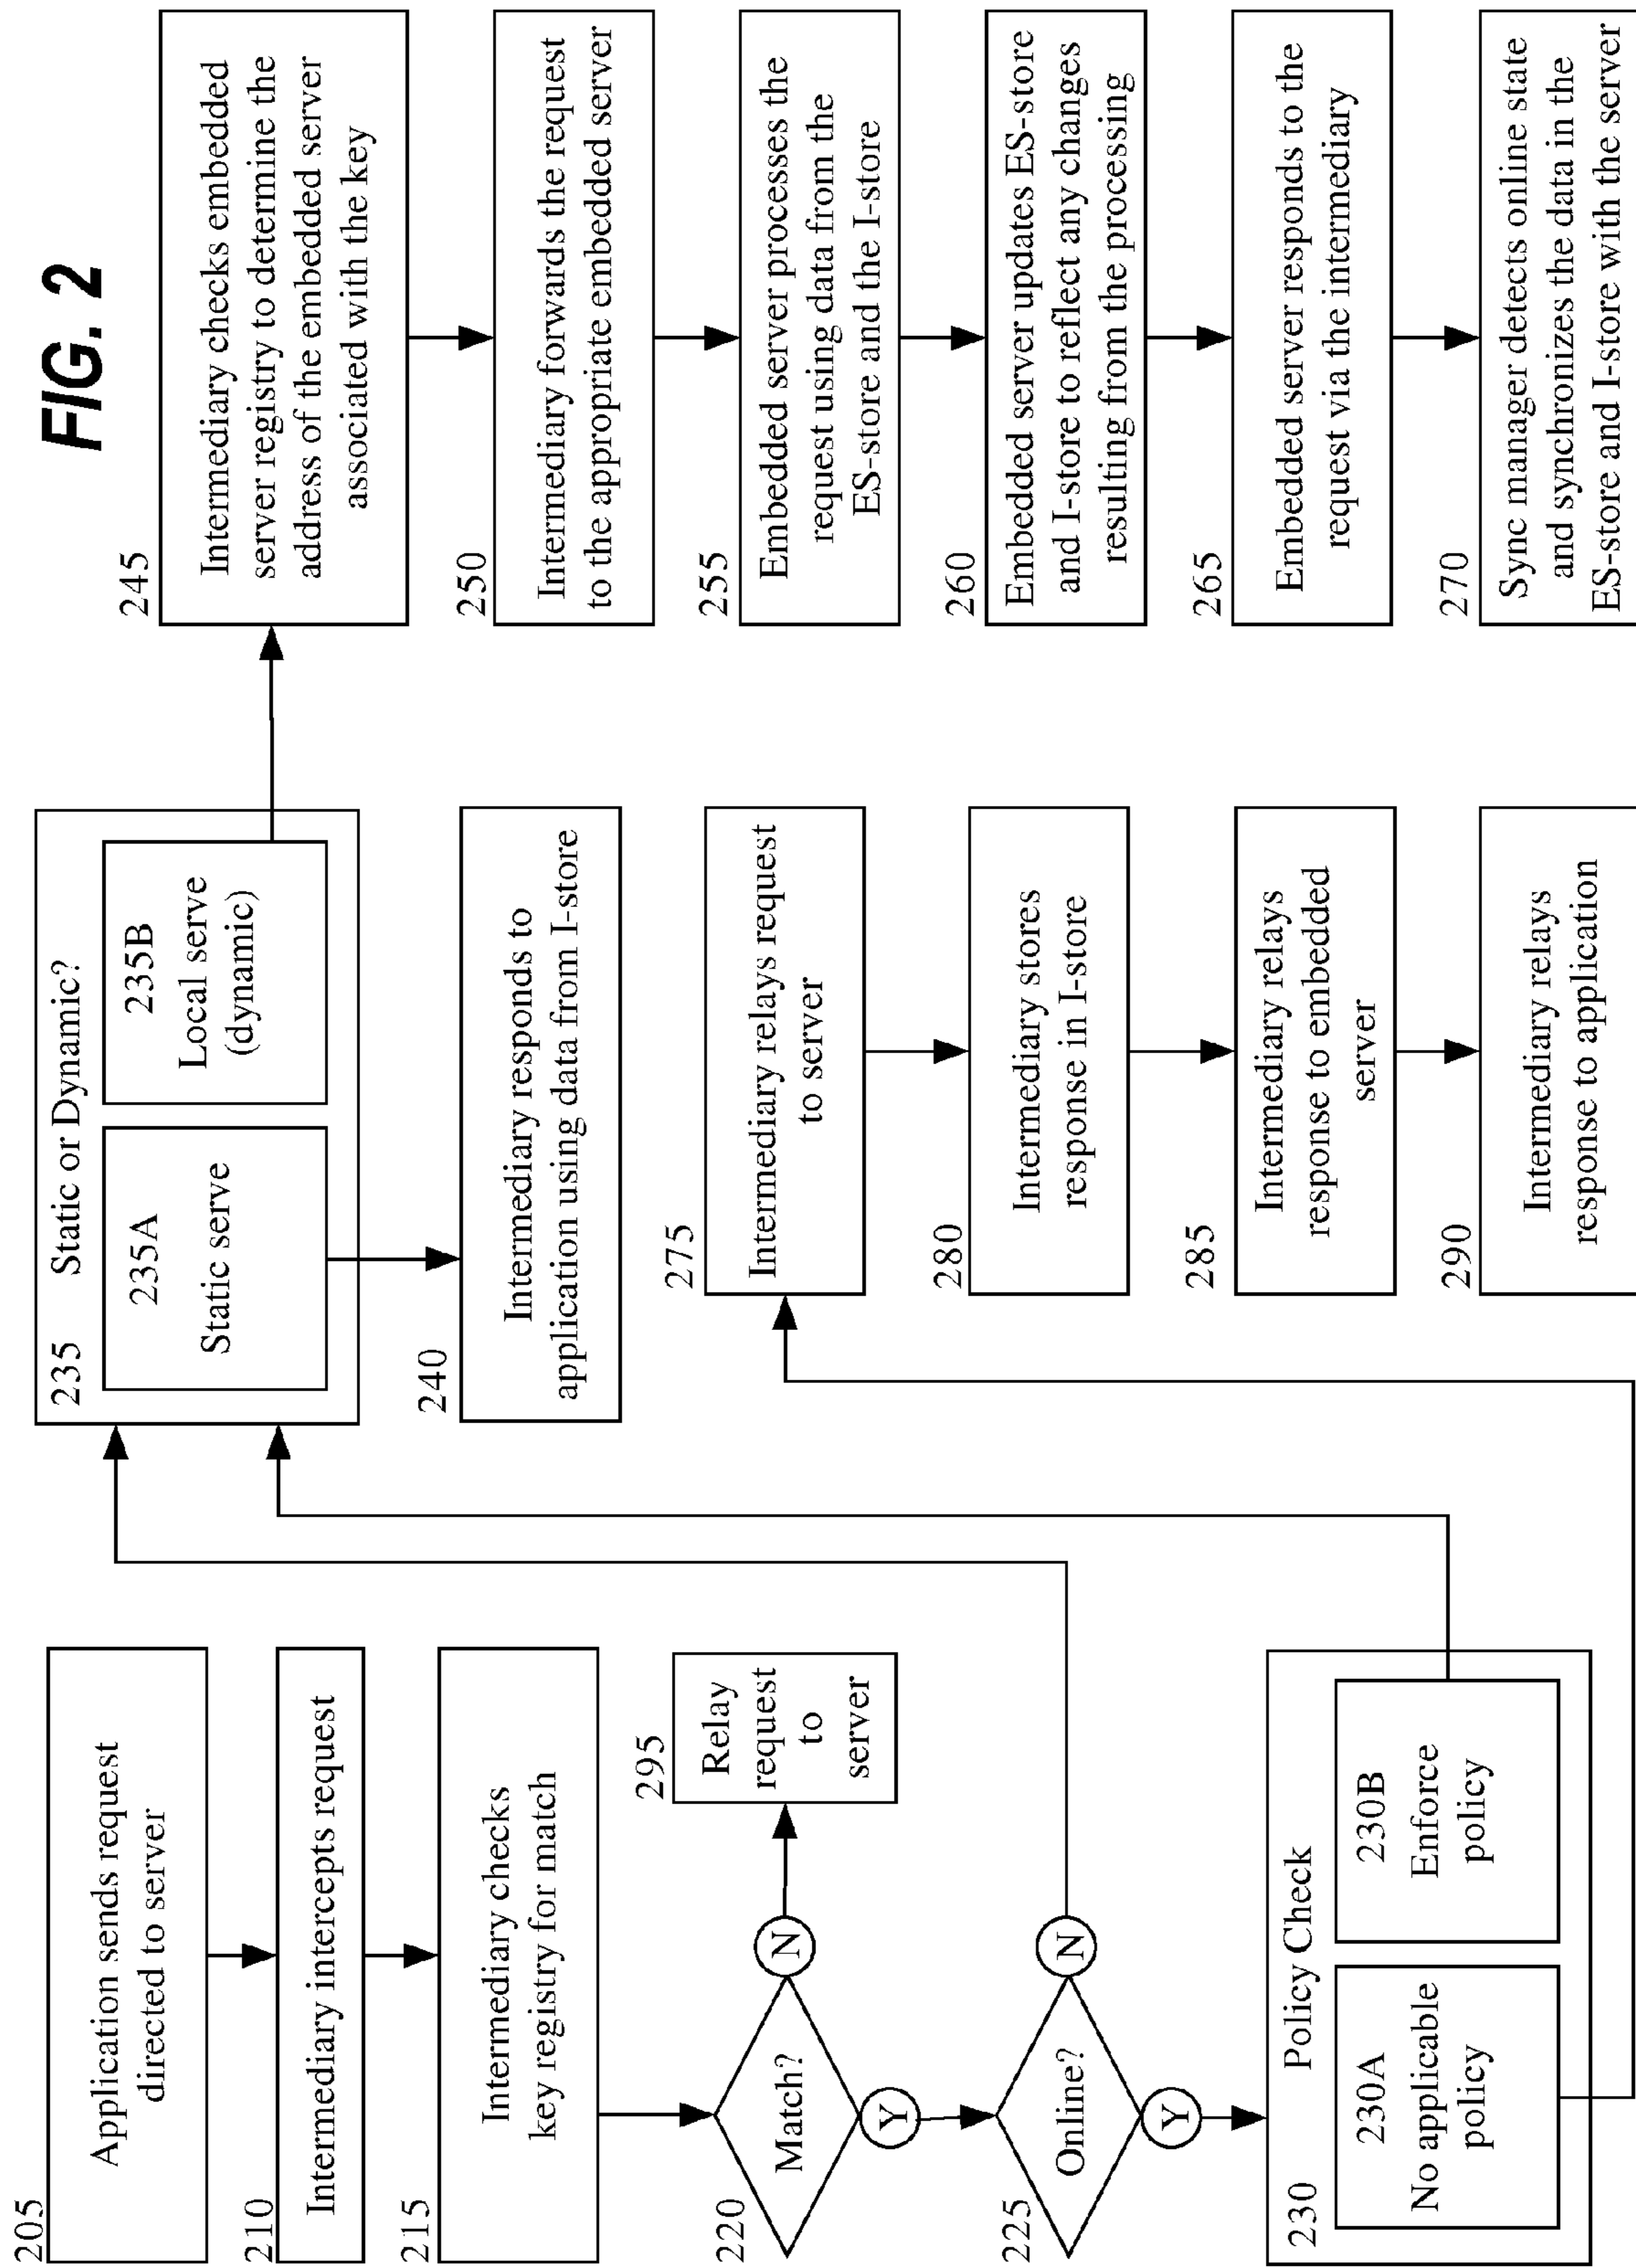 FIG. 2
205
Application sends request
directed to server
210
Intermediary intercepts request
215
Intermediary checks
key registry for match
220
Match?
N
Y
295
Relay
request
to
server
225
Online?
N
Y
230
Policy Check
230A
No applicable
policy
230B
Enforce
policy
235
Static or Dynamic?
235A
Static serve
235B
Local serve
(dynamic)
240
Intermediary responds to
application using data from I-store
275
Intermediary relays request
to server
280
Intermediary stores
response in I-store
285
Intermediary relays
response to embedded
server
290
Intermediary relays
response to application
245
Intermediary checks embedded
server registry to determine the
address of the embedded server
associated with the key
250
Intermediary forwards the request
to the appropriate embedded server
255
Embedded server processes the
request using data from the
ES-store and the I-store
260
Embedded server updates ES-store
and I-store to reflect any changes
resulting from the processing
265
Embedded server responds to the
request via the intermediary
270
Sync manager detects online state
and synchronizes the data in the
ES-store and I-store with the server